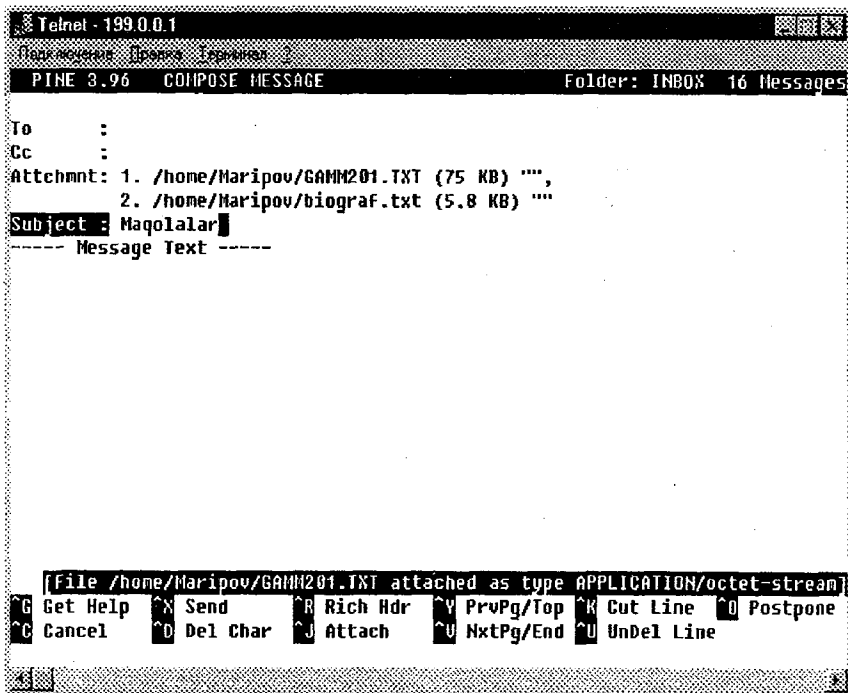 Telnet - 199.0.0.1
Подключение Правка Терминал ?
PINE 3.96 COMPOSE MESSAGE Folder: INBOX 16 Messages
To :
Cc :
Attchmnt: 1. /home/Maripov/GAMM201.TXT (75 KB) "",
2. /home/Maripov/biograf.txt (5.8 KB) ""
Subject : Maqolalar
----- Message Text -----
[File /home/Maripov/GAMM201.TXT attached as type APPLICATION/octet-stream]
^G Get Help ^X Send ^R Rich Hdr ^Y PrvPg/Top ^K Cut Line ^O Postpone
^C Cancel ^D Del Char ^J Attach ^V NxtPg/End ^U UnDel Line